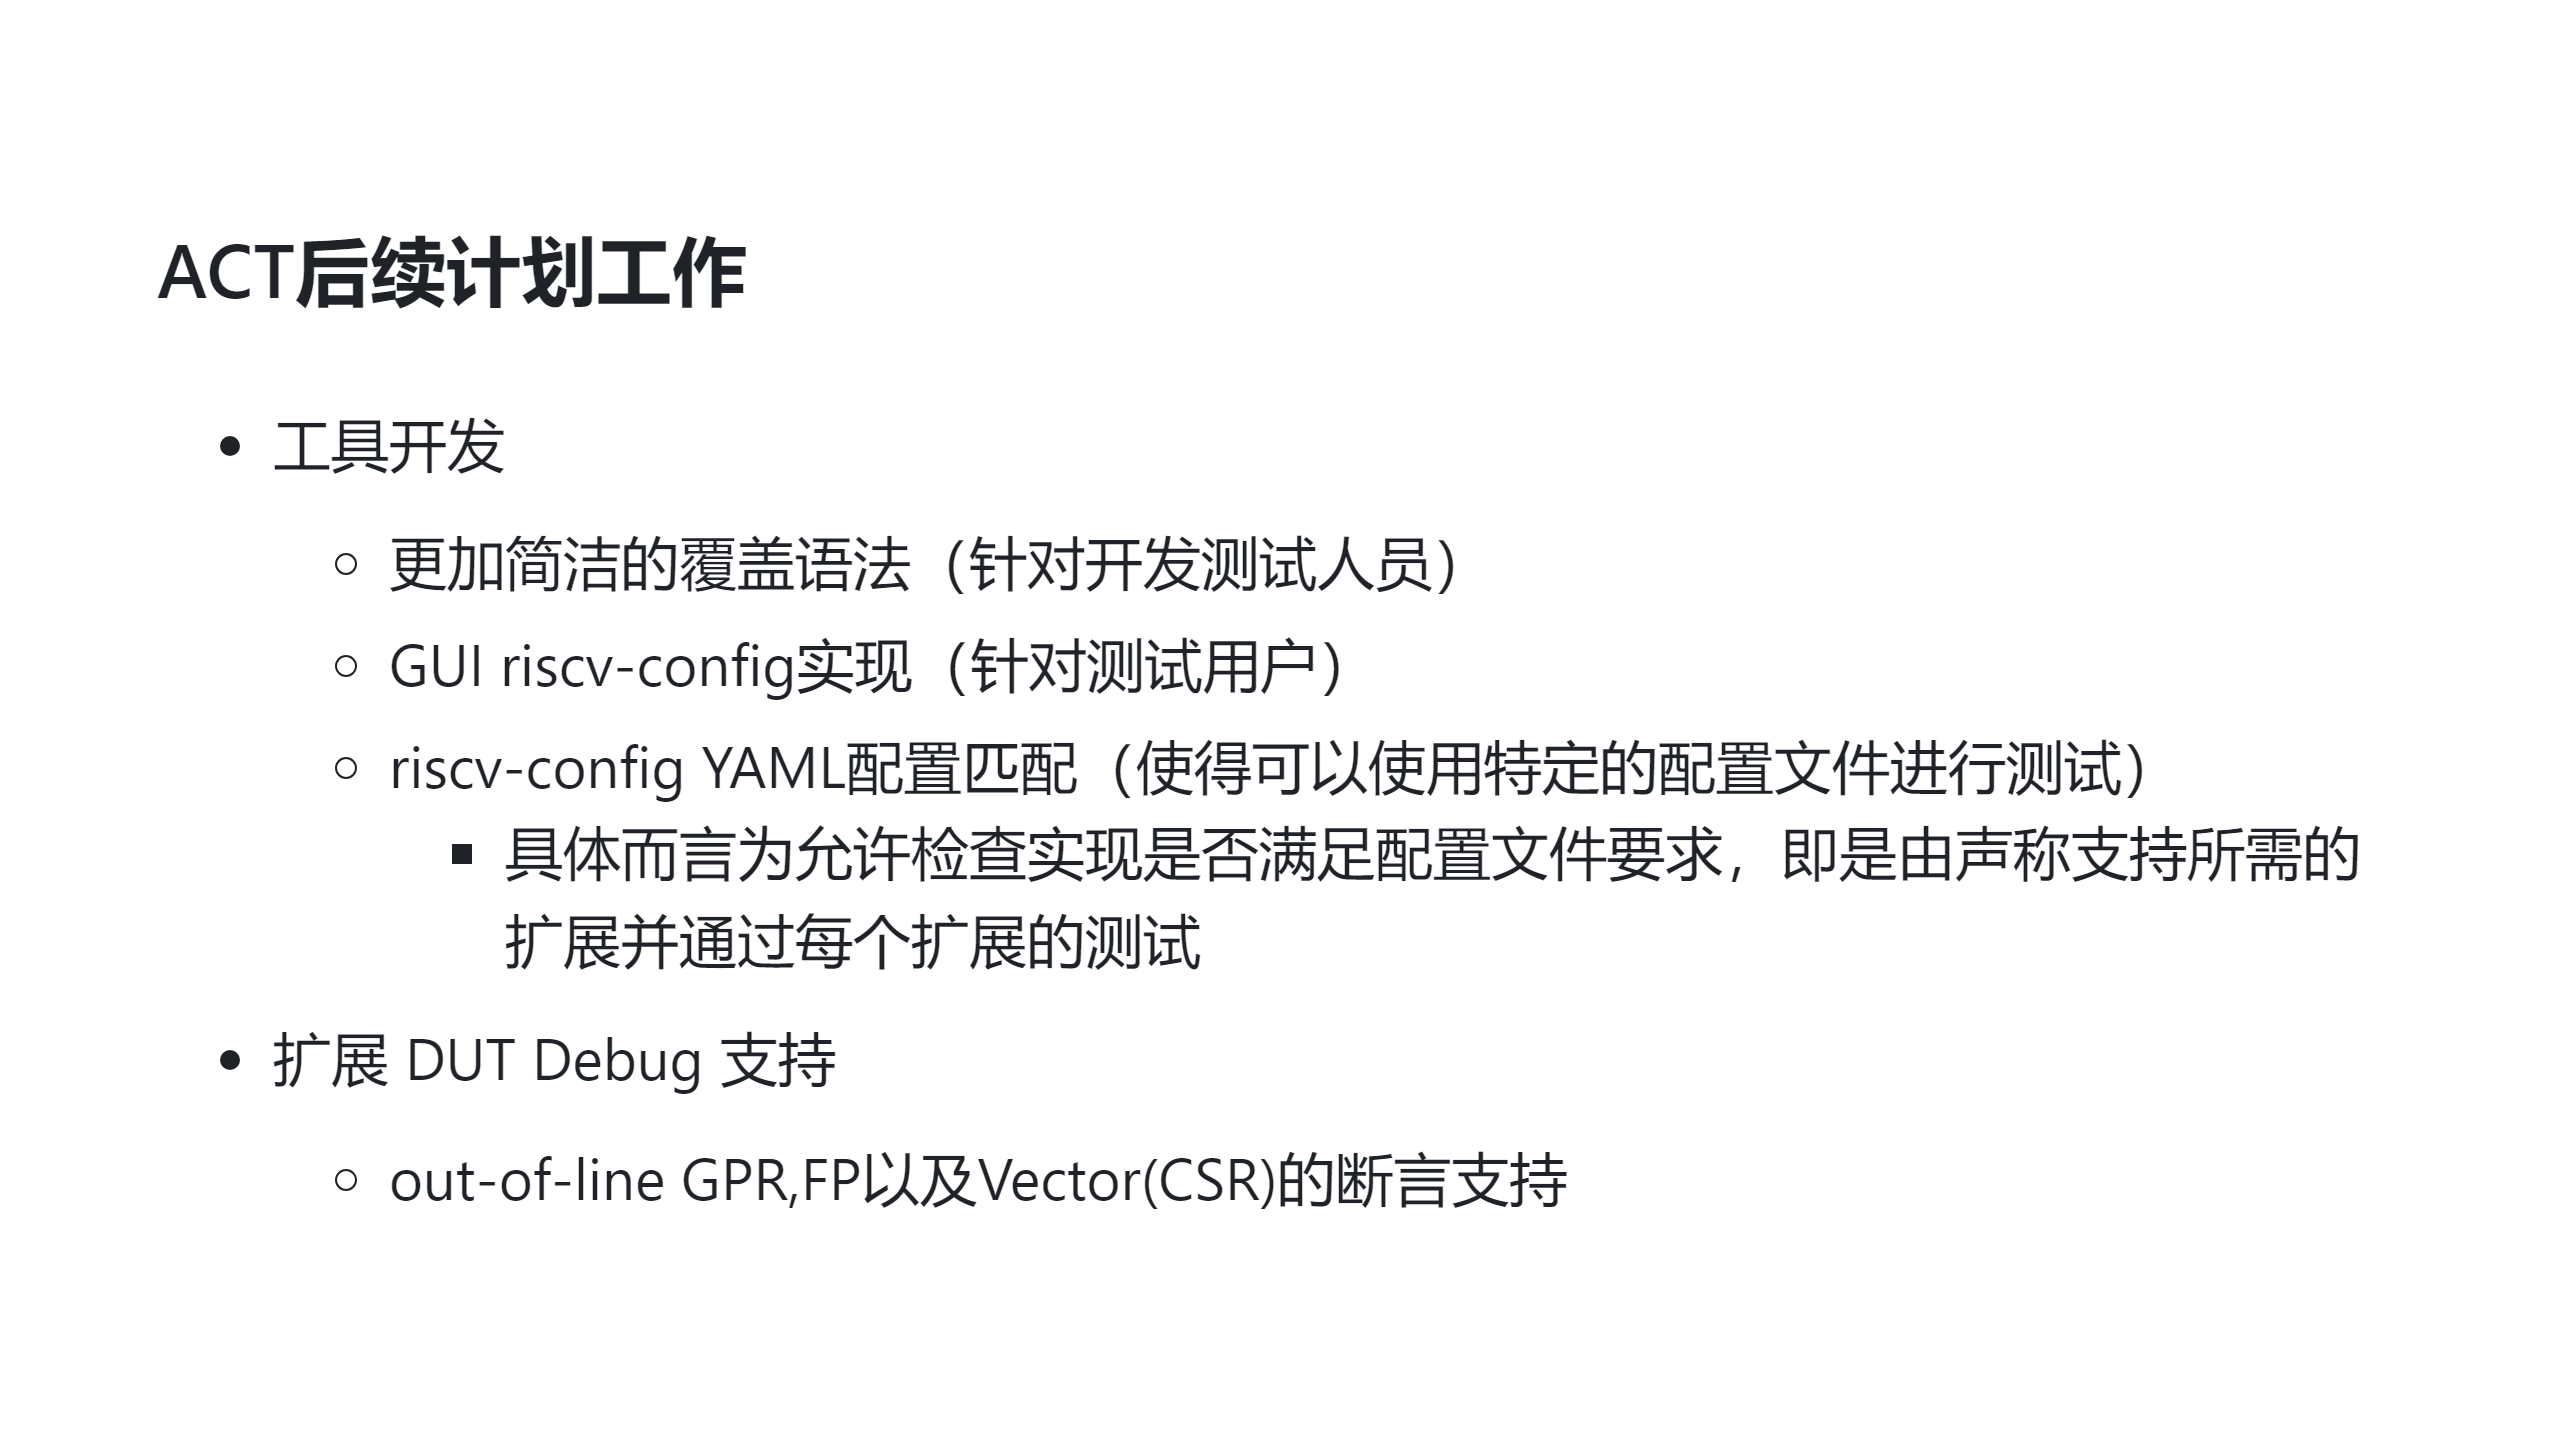 ACT后续计划工作
工具开发
更加简洁的覆盖语法（针对开发测试人员）
GUI riscv-config实现（针对测试用户）
riscv-config YAML配置匹配（使得可以使用特定的配置文件进行测试）
具体而言为允许检查实现是否满足配置文件要求，即是由声称支持所需的
扩展并通过每个扩展的测试
扩展 DUT Debug 支持
out-of-line GPR,FP以及Vector(CSR)的断言支持